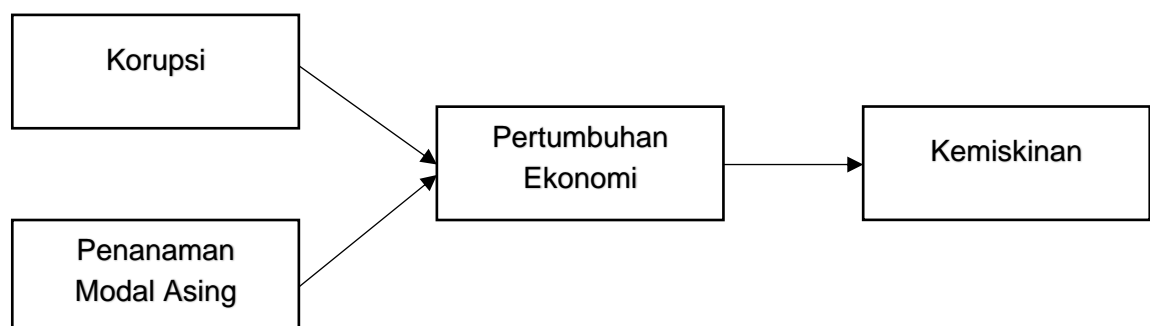 Korupsi
Pertumbuhan
Ekonomi
Kemiskinan
Penanaman
Modal Asing